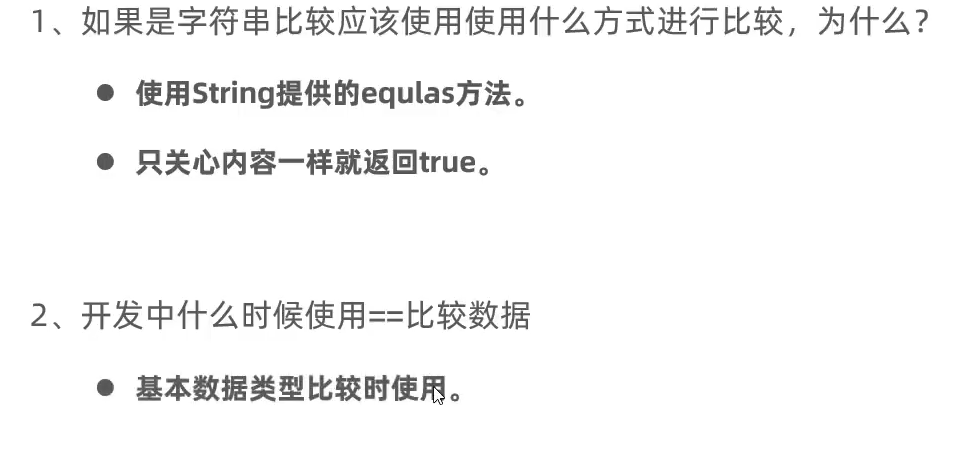 1、如果是字符串比较应该使用使用什么方式进行比较，为什么？
● 使用String提供的equlas方法。
● 只关心内容一样就返回true。
2、开发中什么时候使用==比较数据
● 基本数据类型比较时使用。